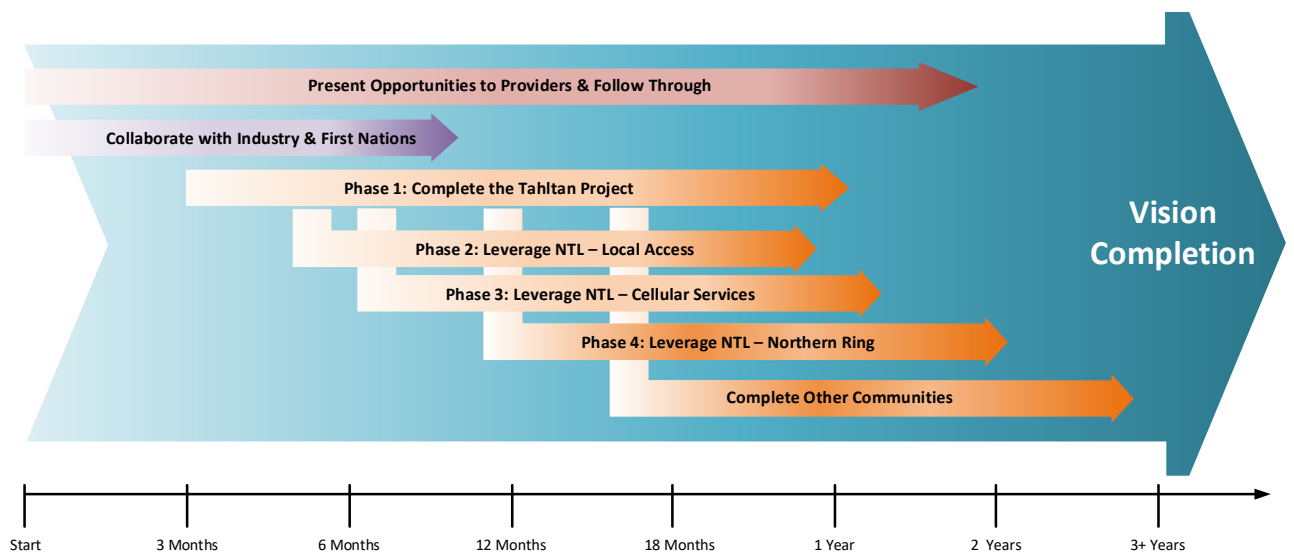 Present Opportunities to Providers & Follow Through
Collaborate with Industry & First Nations
Phase 1: Complete the Tahltan Project
Phase 2: Leverage NTL – Local Access
Phase 3: Leverage NTL – Cellular Services
Phase 4: Leverage NTL – Northern Ring
Complete Other Communities
Vision
Completion
Start
3 Months
6 Months
12 Months
18 Months
1 Year
2 Years
3+ Years